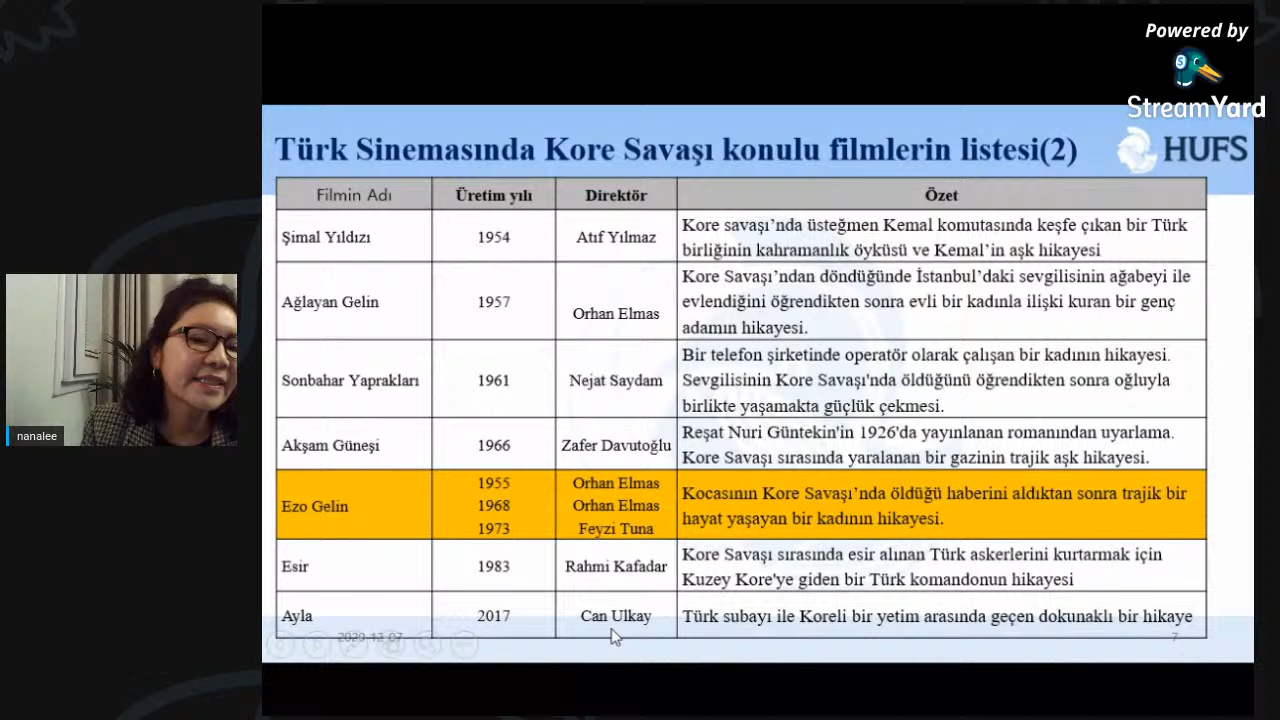 Powered by
StreamYard
Türk Sinemasında Kore Savaşı konulu filmlerin listesi(2)
HUFS
Filmin Adı Üretim yılı Direktör Özet
Şimal Yıldızı 1954 Atıf Yılmaz
Kore savaşı’nda üsteğmen Kemal komutasında keşfe çıkan bir Türk
birliğinin kahramanlık öyküsü ve Kemal’in aşk hikayesi
Ağlayan Gelin 1957 Orhan Elmas
Kore Savaşı’ndan döndüğünde İstanbul’daki sevgilisinin ağabeyi ile
evlendiğini öğrendikten sonra evli bir kadınla ilişki kuran bir genç
adamın hikayesi.
Sonbahar Yaprakları 1961 Nejat Saydam
Bir telefon şirketinde operatör olarak çalışan bir kadının hikayesi.
Sevgilisinin Kore Savaşı'nda öldüğünü öğrendikten sonra oğluyla
birlikte yaşamakta güçlük çekmesi.
Akşam Güneşi 1966 Zafer Davutoğlu
Reşat Nuri Güntekin'in 1926'da yayınlanan romanından uyarlama.
Kore Savaşı sırasında yaralanan bir gazinin trajik aşk hikayesi.
Ezo Gelin
1955 Orhan Elmas
1968 Orhan Elmas
1973 Feyzi Tuna
Kocasının Kore Savaşı’nda öldüğü haberini aldıktan sonra trajik bir
hayat yaşayan bir kadının hikayesi.
Esir 1983 Rahmi Kafadar
Kore Savaşı sırasında esir alınan Türk askerlerini kurtarmak için
Kuzey Kore'ye giden bir Türk komandonun hikayesi
Ayla 2017 Can Ulkay Türk subayı ile Koreli bir yetim arasında geçen dokunaklı bir hikaye
7
nanalee